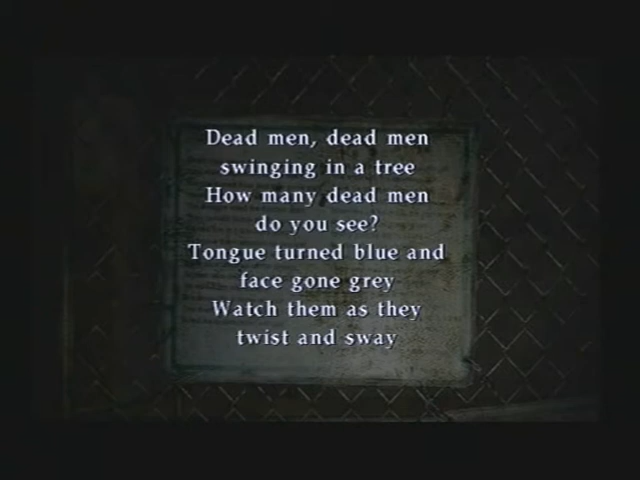 Dead men, dead men
swinging in a tree
How many dead men
do you see?
Tongue turned blue and
face gone grey
Watch them as they
twist and sway